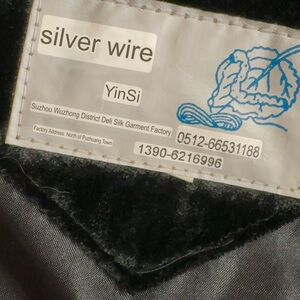 silver wire
YinSi
Suzhou Wuzhong District Deli Silk Garment Factory
0512-66531188
Factory Address: North of Puzhuang Town
1390-6216996